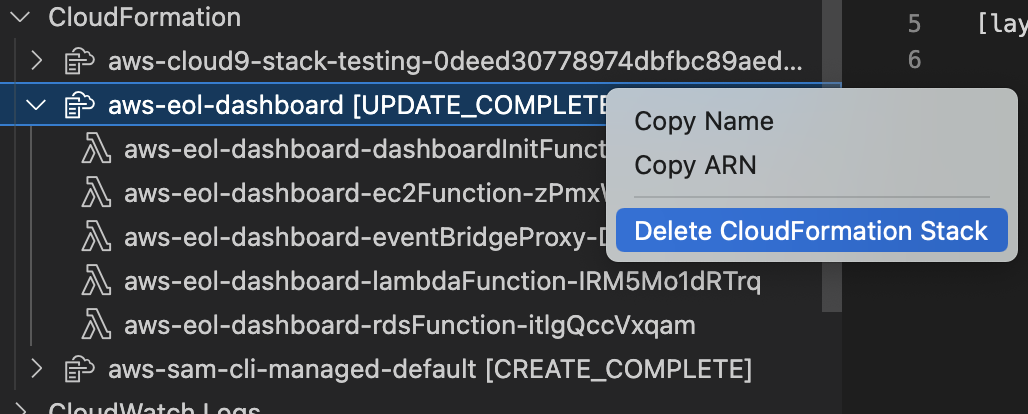 CloudFormation
5 [lay
aws-cloud9-stack-testing-0deed30778974dbfbc89aed...
6
aws-eol-dashboard [UPDATE_COMPLETE
Copy Name
aws-eol-dashboard-dashboardInitFunct
Copy ARN
aws-eol-dashboard-ec2Function-zPmxW
Delete CloudFormation Stack
aws-eol-dashboard-eventBridgeProxy-D
aws-eol-dashboard-lambdaFunction-IRM5Mo1dRTrq
aws-eol-dashboard-rdsFunction-itlgQccVxqam
aws-sam-cli-managed-default [CREATE_COMPLETE]
CloudWatch Logs